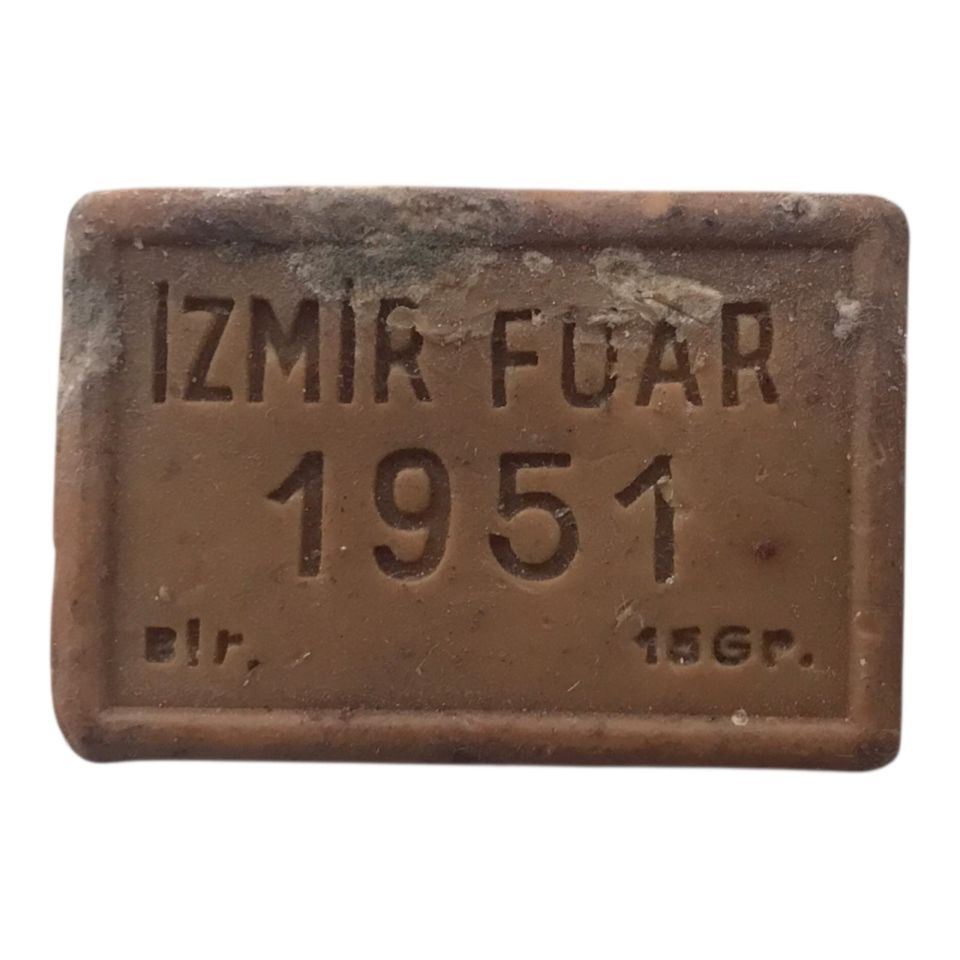 İZMİR FUAR
1951
Bir. 15Gr.